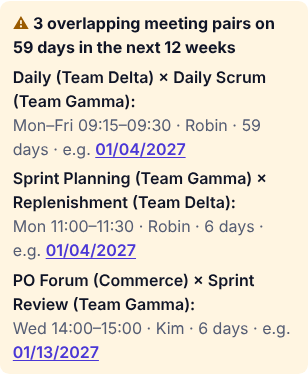 ⚠ 3 overlapping meeting pairs on
59 days in the next 12 weeks
Daily (Team Delta) × Daily Scrum
(Team Gamma):
Mon–Fri 09:15–09:30 · Robin · 59
days · e.g. 01/04/2027
Sprint Planning (Team Gamma) ×
Replenishment (Team Delta):
Mon 11:00–11:30 · Robin · 6 days ·
e.g. 01/04/2027
PO Forum (Commerce) × Sprint
Review (Team Gamma):
Wed 14:00–15:00 · Kim · 6 days · e.g.
01/13/2027